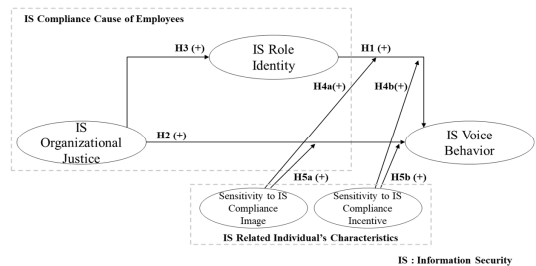 IS Compliance Cause of Employees
H3 (+)
IS Role
Identity
H1 (+)
H4a(+)
H4b(+)
IS
Organizational
Justice
H2 (+)
IS Voice
Behavior
H5a (+)
H5b (+)
Sensitivity to IS
Compliance
Image
Sensitivity to IS
Compliance
Incentive
IS Related Individual's Characteristics
IS : Information Security